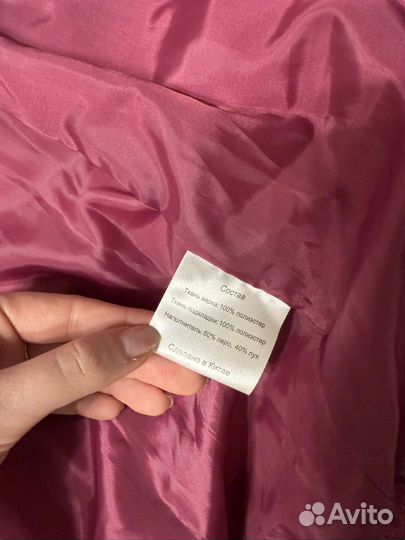 Состав
Ткань верха: 100% полиэстер
Ткань подкладки: 100% полиэстер
Наполнитель: 60% перо, 40% пух
Сделано в Китае
Avito